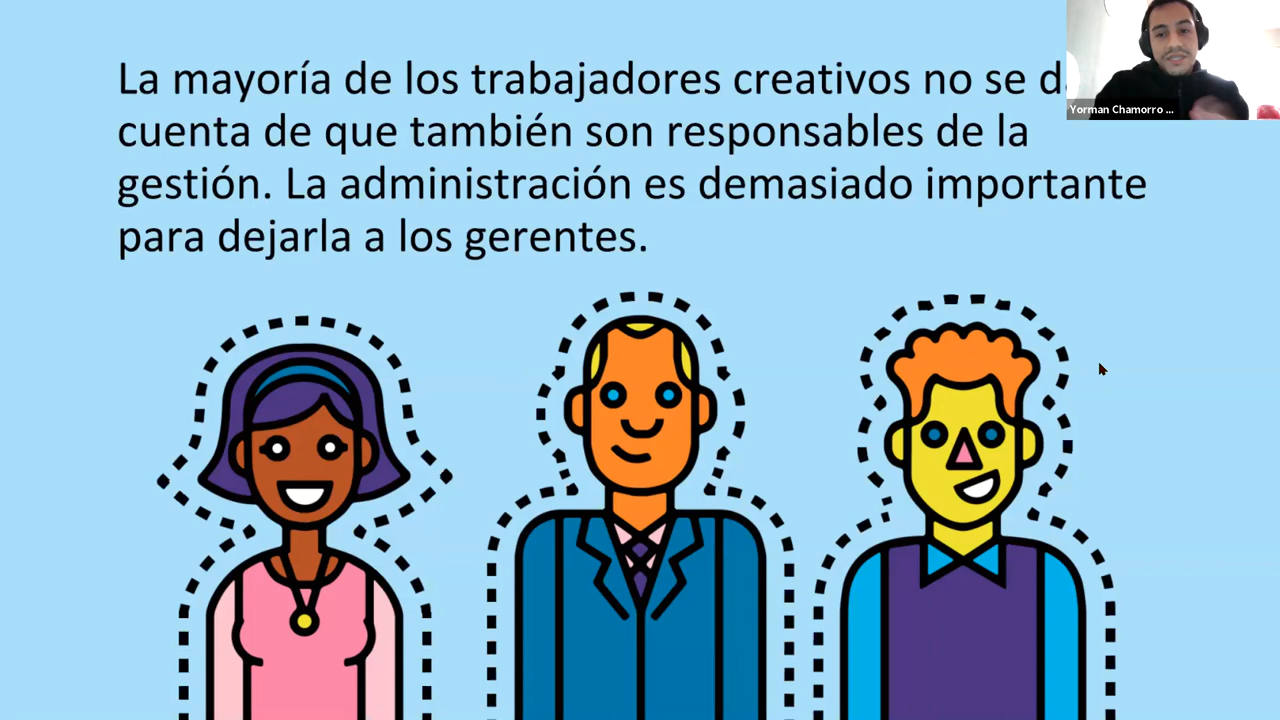 La mayoría de los trabajadores creativos no se
cuenta de que también son responsables de la
gestión. La administración es demasiado importante
para dejarla a los gerentes.
Yorman Chamorro ...